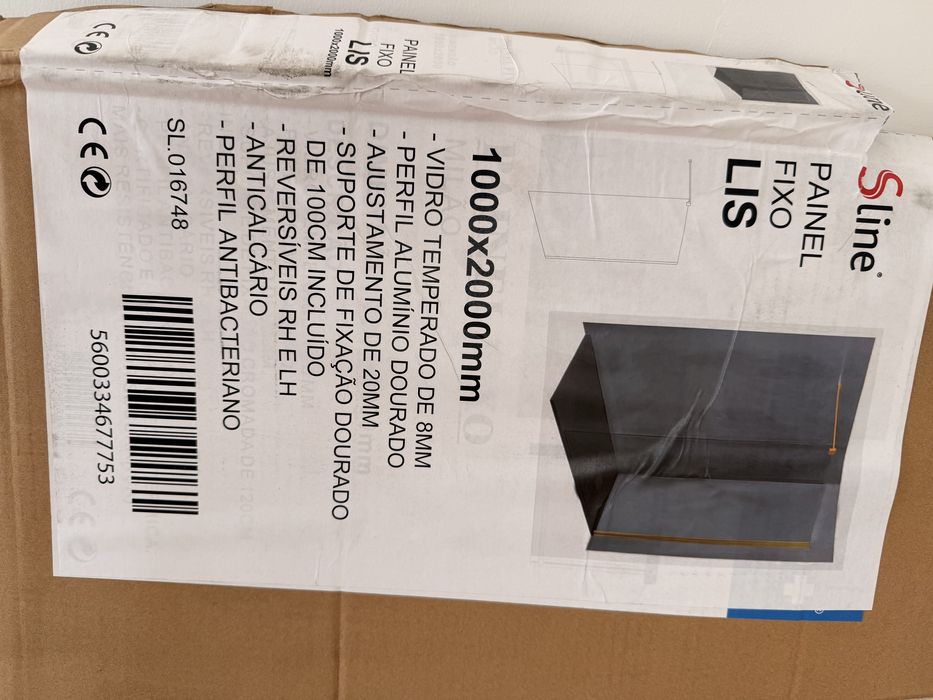 Sline®
PAINEL
FIXO
LIS
1000x2000mm
- VIDRO TEMPERADO DE 8MM
- PERFIL ALUMÍNIO DOURADO
- AJUSTAMENTO DE 20MM
- SUPORTE DE FIXAÇÃO DOURADO
DE 100CM INCLUÍDO
- REVERSÍVEIS RH E LH
- ANTICALCÁRIO
- PERFIL ANTIBACTERIANO
SL.016748
5600334677753
CE
PAINEL
FIXO
LIS
1000x2000mm
CE